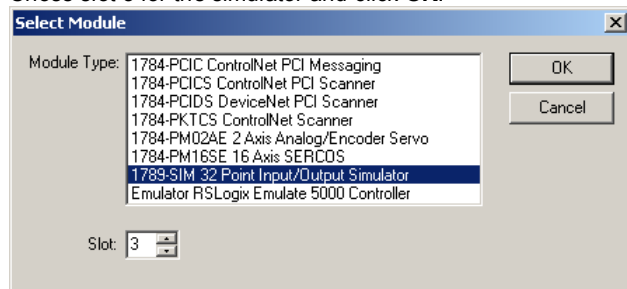 Select Module
Module Type:
1784-PCIC ControlNet PCI Messaging
1784-PCICS ControlNet PCI Scanner
1784-PCIDS DeviceNet PCI Scanner
1784-PKTCS ControlNet Scanner
1784-PM02AE 2 Axis Analog/Encoder Servo
1784-PM16SE 16 Axis SERCOS
1789-SIM 32 Point Input/Output Simulator
Emulator RSLogix Emulate 5000 Controller
OK
Cancel
Slot: 3